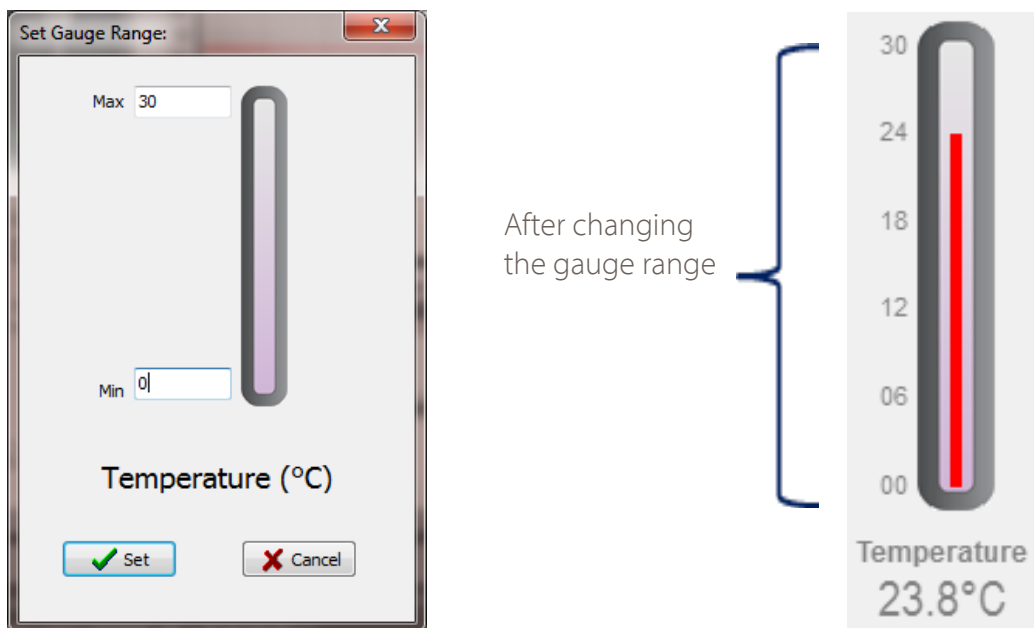 Set Gauge Range:
Max 30
Min 0
Temperature (°C)
Set Cancel
After changing
the gauge range
30
24
18
12
06
00
Temperature
23.8°C